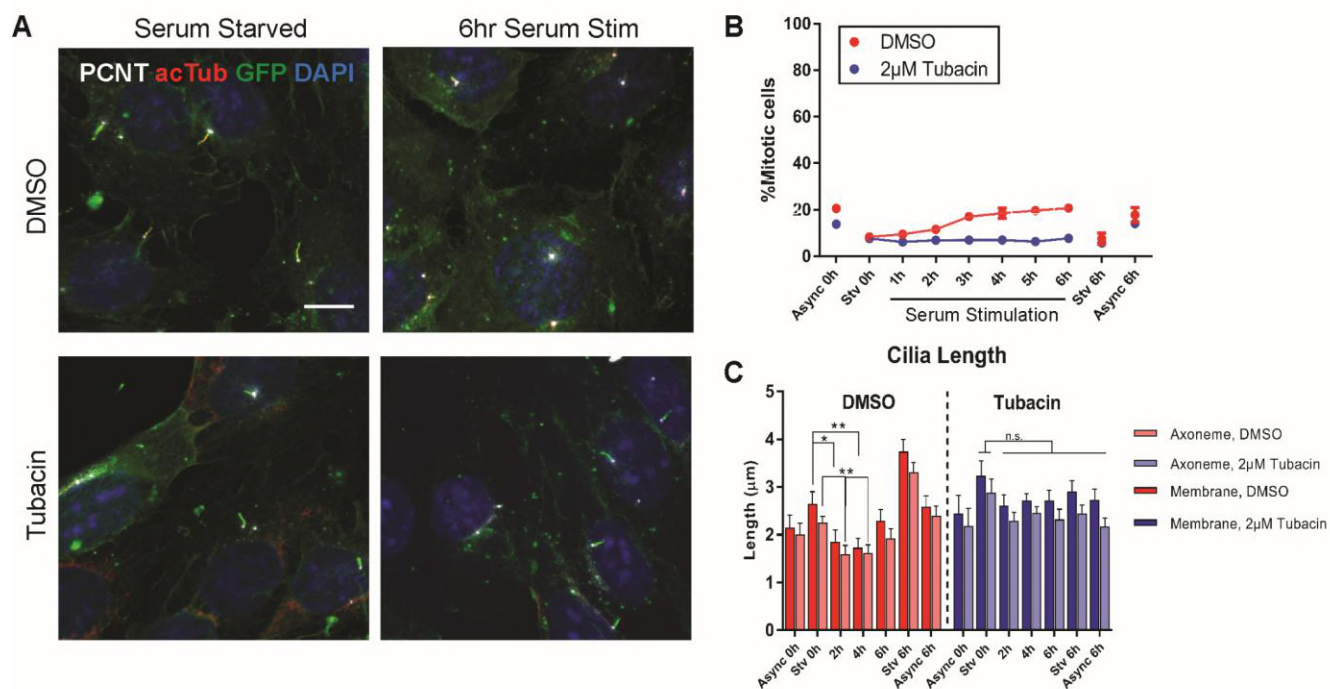 A
Serum Starved
6hr Serum Stim
PCNT acTub GFP DAPI
DMSO
Tubacin
B
100
80
60
40
20
0
%Mitotic cells
DMSO
2μM Tubacin
Async 0h
Stv 0h
1h
2h
3h
4h
5h
6h
Stv 6h
Async 6h
Serum Stimulation
Cilia Length
C
5
4
3
2
1
0
Length (μm)
DMSO
Tubacin
**
*
**
n.s.
Async 0h
Stv 0h
2h
4h
6h
Stv 6h
Async 6h
Async 0h
Stv 0h
2h
4h
6h
Stv 6h
Async 6h
Axoneme, DMSO
Axoneme, 2μM Tubacin
Membrane, DMSO
Membrane, 2μM Tubacin